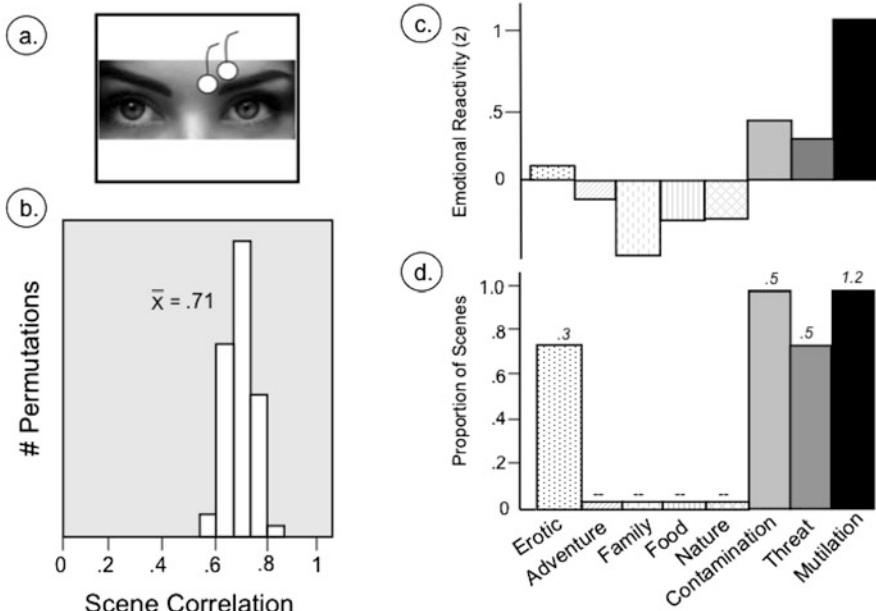 a.
b.
# Permutations
x̅ = .71
0 .2 .4 .6 .8 1
Scene Correlation
c.
Emotional Reactivity (z)
1
.5
0
d.
Proportion of Scenes
1.0
.8
.6
.4
.2
0
.3
--
--
--
--
.5
.5
1.2
Erotic
Adventure
Family
Food
Nature
Contamination
Threat
Mutilation